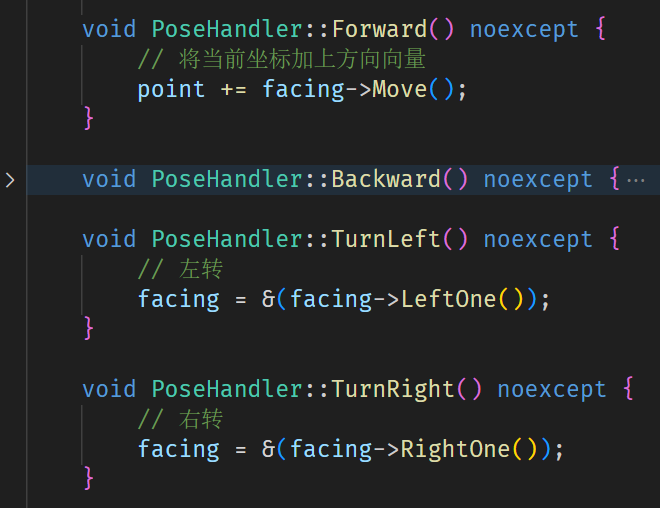 void PoseHandler::Forward() noexcept {
// 将当前坐标加上方向向量
point += facing->Move();
}
void PoseHandler::Backward() noexcept {···
void PoseHandler::TurnLeft() noexcept {
// 左转
facing = &(facing->LeftOne());
}
void PoseHandler::TurnRight() noexcept {
// 右转
facing = &(facing->RightOne());
}